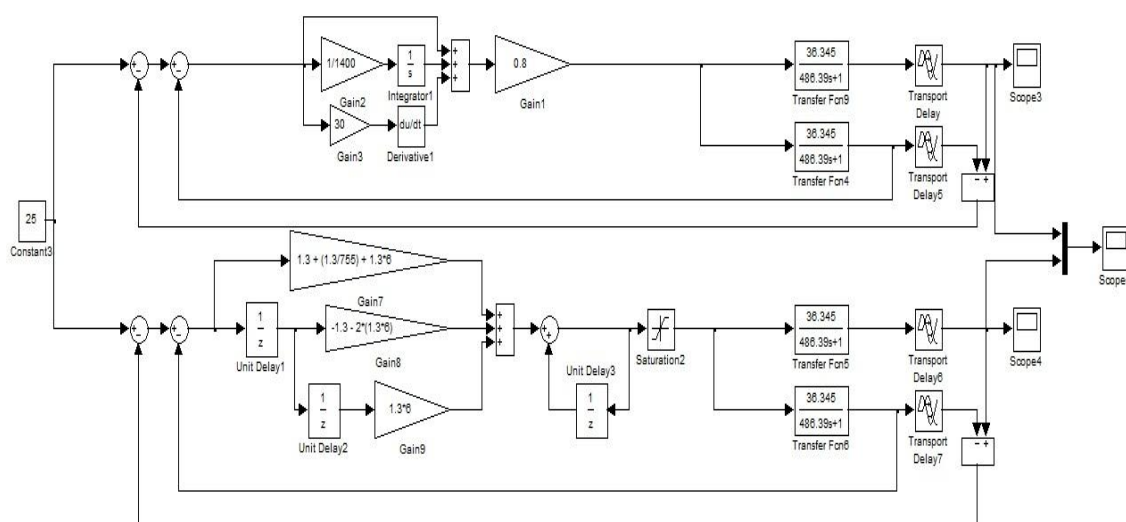 1/1400
Gain2
1
s
Integrator1
30
Gain3
du/dt
Derivative1
+
+
+
0.8
Gain1
36.345
486.39s+1
Transfer Fcn9
Transport
Delay
Scope3
36.345
486.39s+1
Transfer Fcn4
Transport
Delay5
- +
25
Constant3
1.3 + (1.3/755) + 1.3*6
Gain7
1
z
Unit Delay1
-1.3 - 2*(1.3*6)
Gain8
1
z
Unit Delay2
1.3*6
Gain9
+
+
+
Unit Delay3
1
z
Saturation2
36.345
486.39s+1
Transfer Fcn5
Transport
Delay6
Scope4
36.345
486.39s+1
Transfer Fcn6
Transport
Delay7
- +
Scope